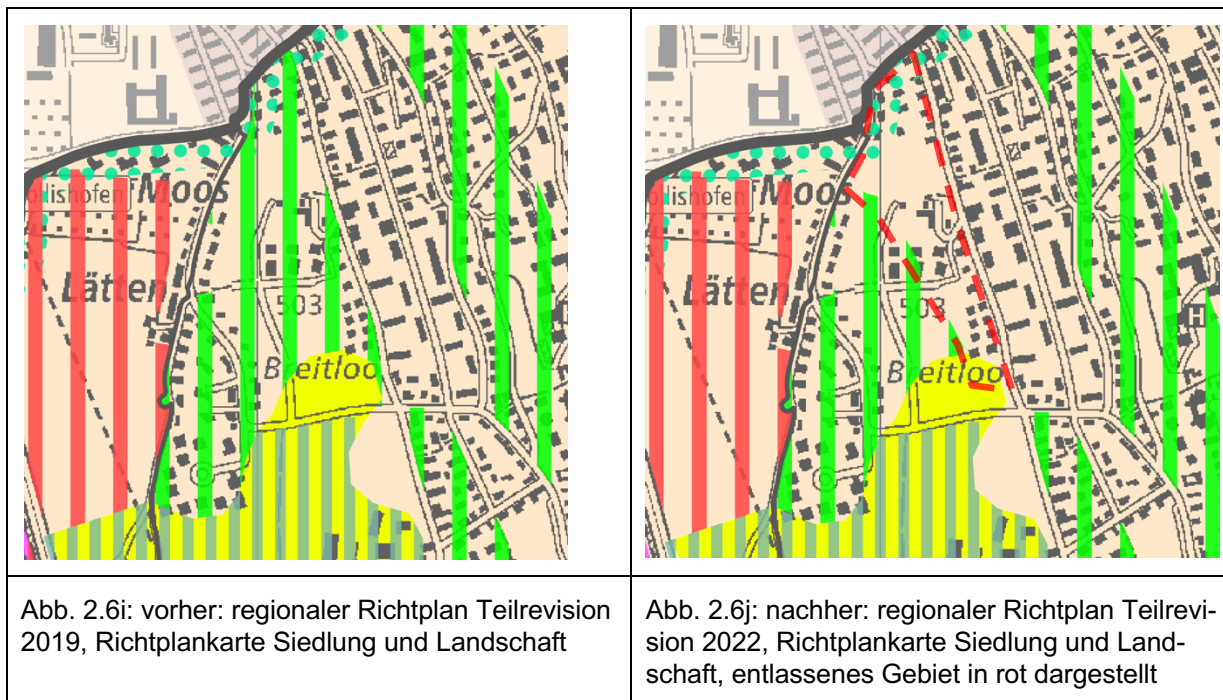 ollishofen
Moos
Lätten
503
Breitloo
ollishofen
Moos
Lätten
503
Breitloo
H
Abb. 2.6i: vorher: regionaler Richtplan Teilrevision
2019, Richtplankarte Siedlung und Landschaft
Abb. 2.6j: nachher: regionaler Richtplan Teilrevi-
sion 2022, Richtplankarte Siedlung und Land-
schaft, entlassenes Gebiet in rot dargestellt